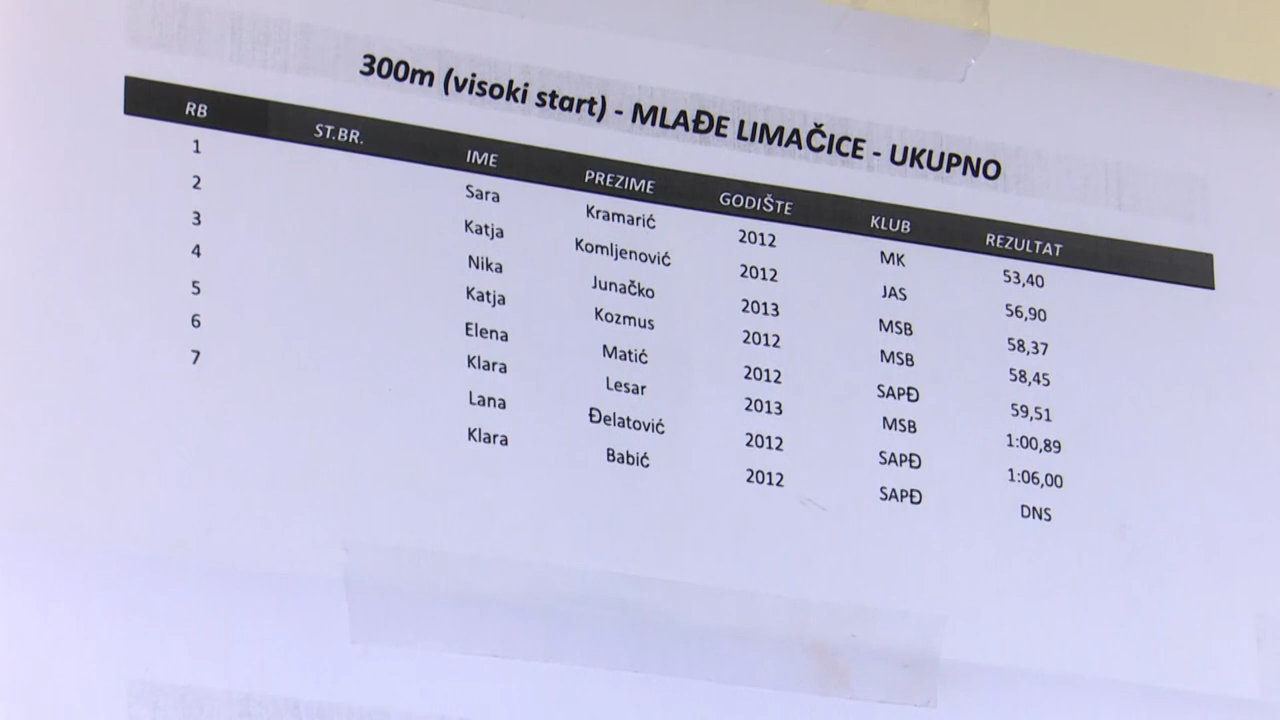 300m (visoki start) - MLAĐE LIMAČICE - UKUPNO
RB ST.BR. IME PREZIME GODIŠTE KLUB REZULTAT
1 Sara Kramarić 2012 MK 53,40
2 Katja Komljenović 2012 JAS 56,90
3 Nika Junačko 2013 MSB 58,37
4 Katja Kozmus 2012 MSB 58,45
5 Elena Matić 2012 SAPĐ 59,51
6 Klara Lesar 2013 MSB 1:00,89
7 Lana Đelatović 2012 SAPĐ 1:06,00
Klara Babić 2012 SAPĐ DNS